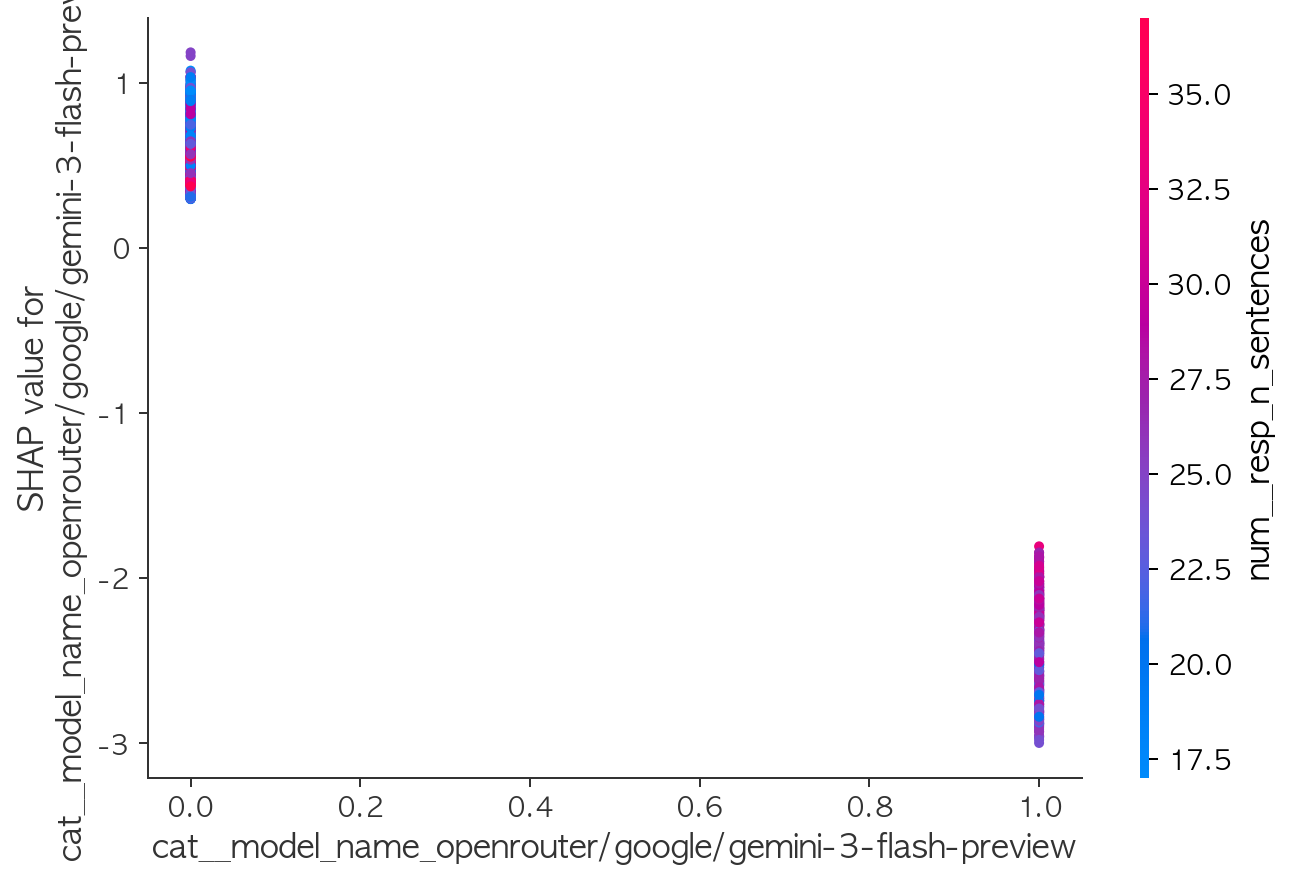 SHAP value for
cat__model_name_openrouter/google/gemini-3-flash-prev
1
0
-1
-2
-3
0.0 0.2 0.4 0.6 0.8 1.0
cat__model_name_openrouter/google/gemini-3-flash-preview
35.0
32.5
30.0
27.5
25.0
22.5
20.0
17.5
num__resp_n_sentences